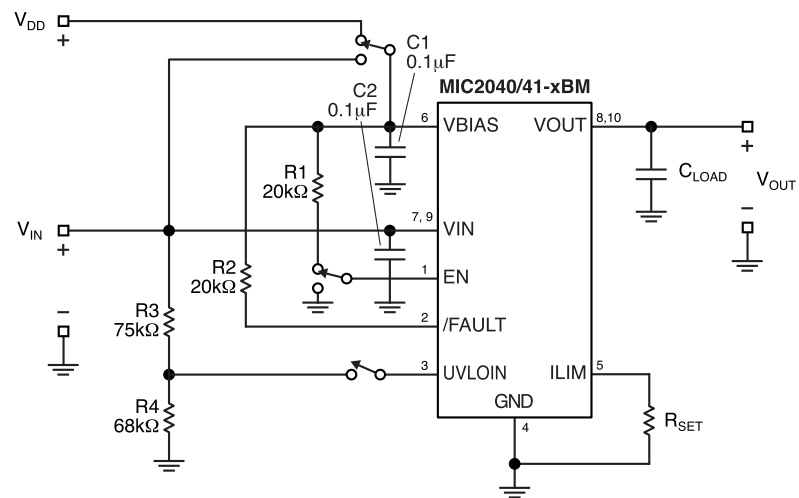 VDD
+
C1
0.1µF
C2
0.1µF
MIC2040/41-xBM
6
VBIAS
VOUT
8,10
R1
20kΩ
CLOAD
+
VOUT
–
VIN
+
7, 9
VIN
R2
20kΩ
1
EN
R3
75kΩ
–
2
/FAULT
3
UVLOIN
ILIM
5
R4
68kΩ
GND
4
RSET